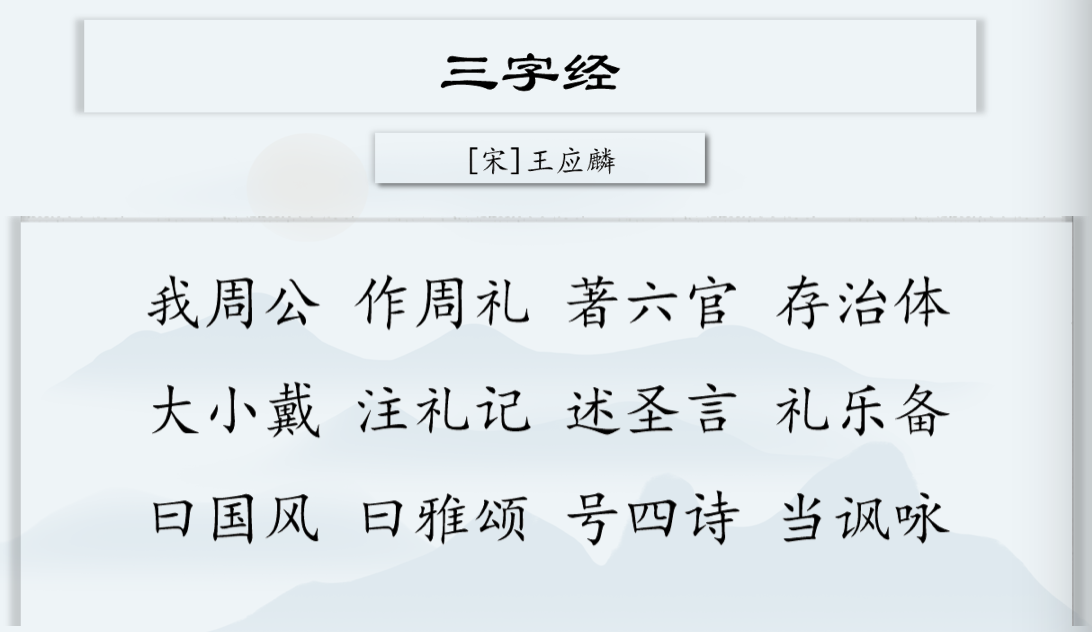 三字经
[宋]王应麟
我周公 作周礼 著六官 存治体
大小戴 注礼记 述圣言 礼乐备
曰国风 曰雅颂 号四诗 当讽咏